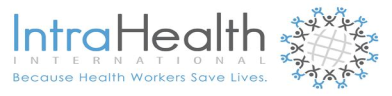 IntraHealth
INTERNATIONAL
Because Health Workers Save Lives.